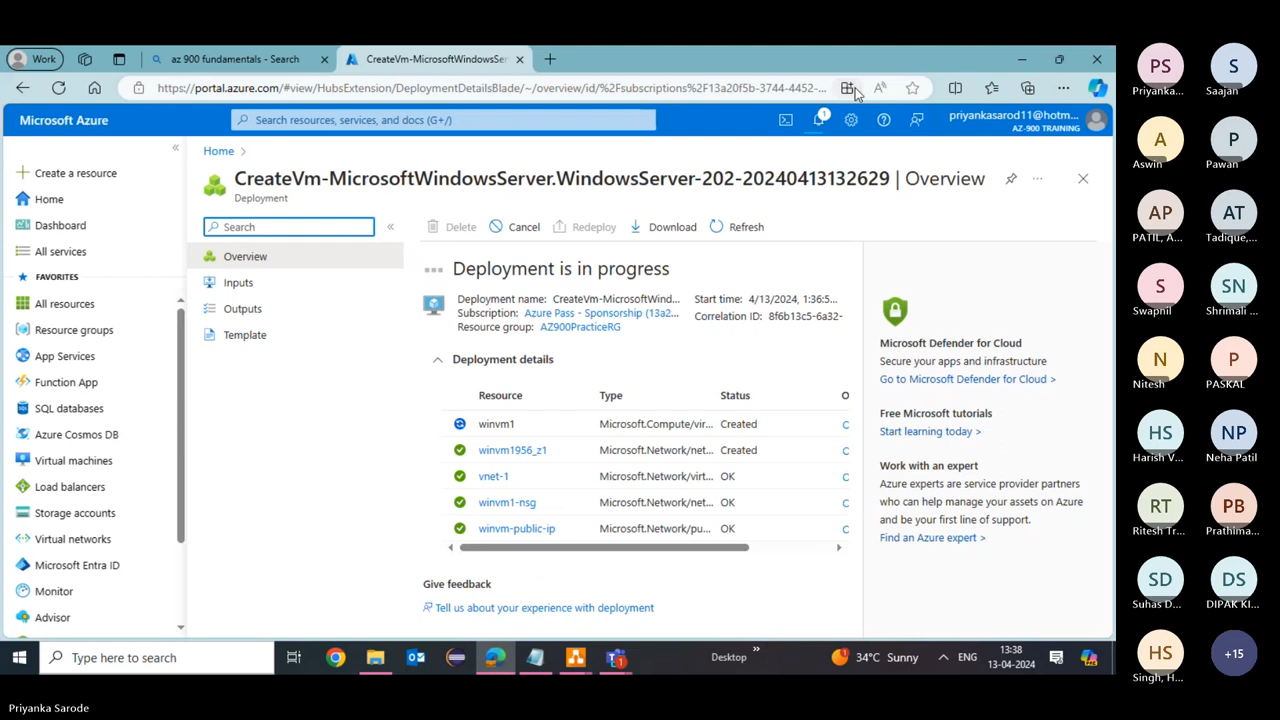 Work
az 900 fundamentals - Search
CreateVm-MicrosoftWindowsSer
https://portal.azure.com/#view/HubsExtension/DeploymentDetailsBlade/~/overview/id/%2Fsubscriptions%2F13a20f5b-3744-4452-...
Microsoft Azure
Search resources, services, and docs (G+/)
1
priyankasarod11@hotm...
AZ-900 TRAINING
Create a resource
Home
Dashboard
All services
FAVORITES
All resources
Resource groups
App Services
Function App
SQL databases
Azure Cosmos DB
Virtual machines
Load balancers
Storage accounts
Virtual networks
Microsoft Entra ID
Monitor
Advisor
Home >
CreateVm-MicrosoftWindowsServer.WindowsServer-202-20240413132629 | Overview
Deployment
Search
Overview
Inputs
Outputs
Template
Delete Cancel Redeploy Download Refresh
Deployment is in progress
Deployment name: CreateVm-MicrosoftWind... Start time: 4/13/2024, 1:36:5...
Subscription: Azure Pass - Sponsorship (13a2... Correlation ID: 8f6b13c5-6a32-
Resource group: AZ900PracticeRG
Deployment details
Resource Type Status O
winvm1 Microsoft.Compute/vir... Created C
winvm1956_z1 Microsoft.Network/net... Created C
vnet-1 Microsoft.Network/virt... OK C
winvm1-nsg Microsoft.Network/net... OK C
winvm-public-ip Microsoft.Network/pu... OK C
Give feedback
Tell us about your experience with deployment
Microsoft Defender for Cloud
Secure your apps and infrastructure
Go to Microsoft Defender for Cloud >
Free Microsoft tutorials
Start learning today >
Work with an expert
Azure experts are service provider partners
who can help manage your assets on Azure
and be your first line of support.
Find an Azure expert >
Type here to search
1
Desktop
34°C Sunny
ENG
13:38
13-04-2024
PS
Priyanka...
S
Saajan
A
Aswin
P
Pawan
AP
PATIL, A...
AT
Tadique,...
S
Swapnil
SN
Shrimali ...
N
Nitesh
P
PASKAL
HS
Harish V...
NP
Neha Patil
RT
Ritesh Tr...
PB
Prathima...
SD
Suhas D...
DS
DIPAK KI...
HS
Singh, H...
+15
Priyanka Sarode